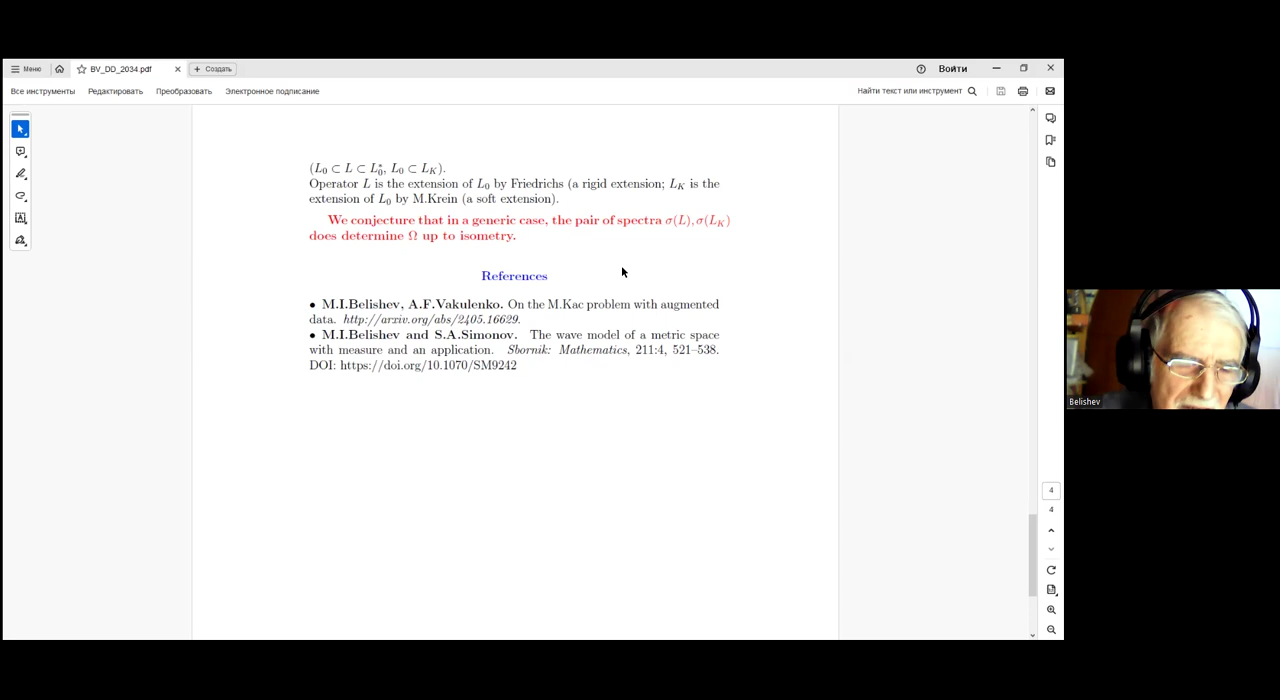 Меню
BV_DD_2034.pdf
Создать
Войти
Все инструменты Редактировать Преобразовать Электронное подписание
Найти текст или инструмент
(L₀ ⊂ L ⊂ L₀*, L₀ ⊂ L_K).
Operator L is the extension of L₀ by Friedrichs (a rigid extension; L_K is the
extension of L₀ by M.Krein (a soft extension).
We conjecture that in a generic case, the pair of spectra σ(L), σ(L_K)
does determine Ω up to isometry.
References
• M.I.Belishev, A.F.Vakulenko. On the M.Kac problem with augmented
data. http://arxiv.org/abs/2405.16629.
• M.I.Belishev and S.A.Simonov. The wave model of a metric space
with measure and an application. Sbornik: Mathematics, 211:4, 521–538.
DOI: https://doi.org/10.1070/SM9242
4
4
Belishev